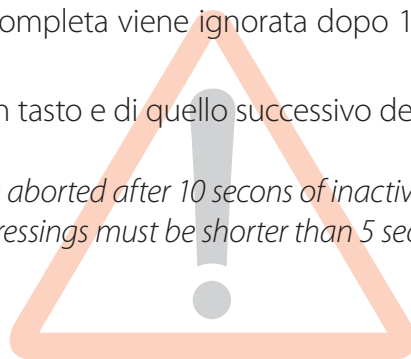 ompleta viene ignorata dopo 1
n tasto e di quello successivo de
aborted after 10 secons of inactiv
ressings must be shorter than 5 sec